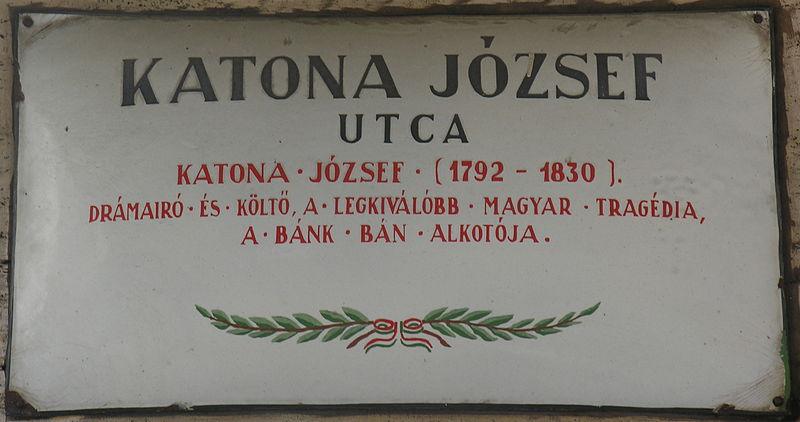 KATONA JÓZSEF
UTCA
KATONA · JÓZSEF · (1792 - 1830).
DRÁMAIRÓ · ÉS · KÖLTŐ, A · LEGKIVÁLÓBB · MAGYAR · TRAGÉDIA,
A · BÁNK · BÁN · ALKOTÓJA.